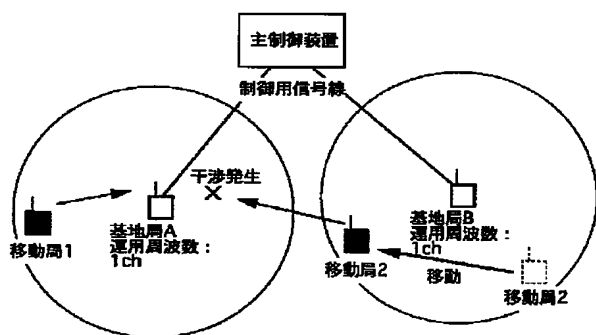 主制御装置
制御用信号線
干渉発生
移動局1
基地局A
運用周波数：
1ch
基地局B
運用周波数：
1ch
移動局2
移動
移動局2